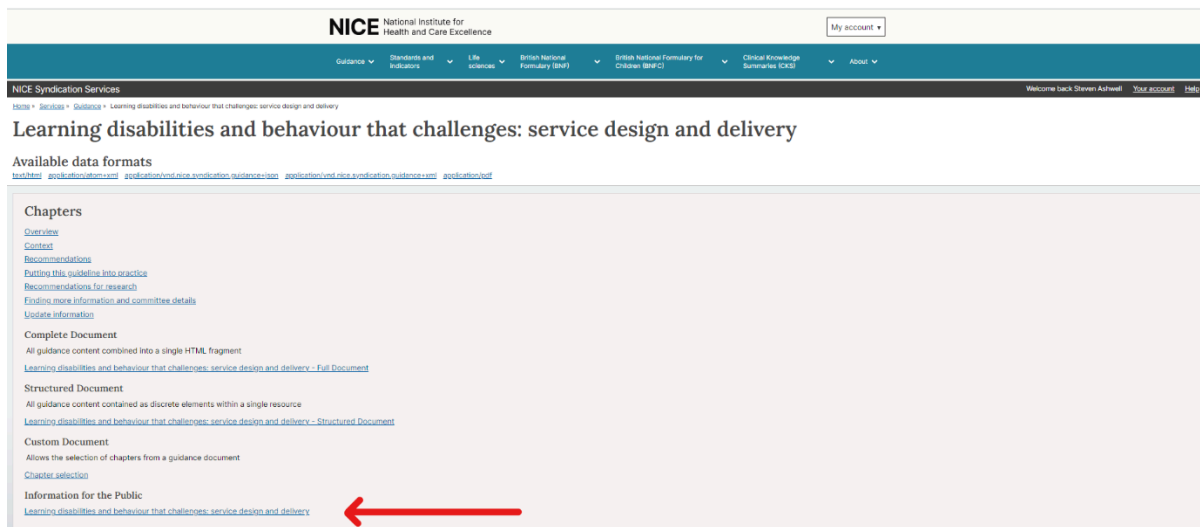 NICE National Institute for
Health and Care Excellence
My account ▾
Guidance
Standards and
indicators
Life
sciences
British National
Formulary (BNF)
British National Formulary for
Children (BNFC)
Clinical Knowledge
Summaries (CKS)
About
NICE Syndication Services
Welcome back Steven Ashwell Your account Help
Home > Services > Guidance > Learning disabilities and behaviour that challenges: service design and delivery
Learning disabilities and behaviour that challenges: service design and delivery
Available data formats
text/html application/atom+xml application/vnd.nice.syndication.guidance+json application/vnd.nice.syndication.guidance+xml application/pdf
Chapters
Overview
Context
Recommendations
Putting this guideline into practice
Recommendations for research
Finding more information and committee details
Update information
Complete Document
All guidance content combined into a single HTML fragment
Learning disabilities and behaviour that challenges: service design and delivery - Full Document
Structured Document
All guidance content contained as discrete elements within a single resource
Learning disabilities and behaviour that challenges: service design and delivery - Structured Document
Custom Document
Allows the selection of chapters from a guidance document
Chapter selection
Information for the Public
Learning disabilities and behaviour that challenges: service design and delivery